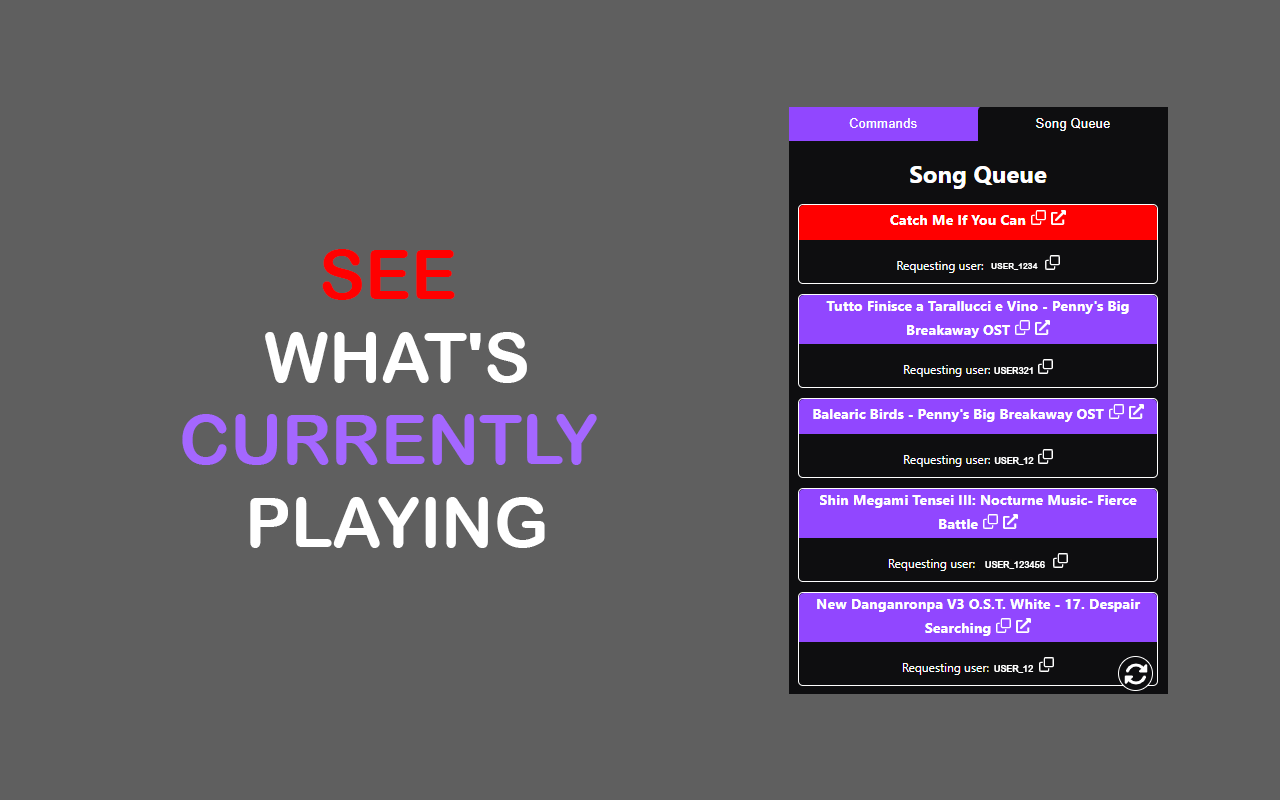 SEE
WHAT'S
CURRENTLY
PLAYING
Commands
Song Queue
Song Queue
Catch Me If You Can
Requesting user: USER_1234
Tutto Finisce a Tarallucci e Vino - Penny's Big
Breakaway OST
Requesting user: USER321
Balearic Birds - Penny's Big Breakaway OST
Requesting user: USER_12
Shin Megami Tensei III: Nocturne Music- Fierce
Battle
Requesting user: USER_123456
New Danganronpa V3 O.S.T. White - 17. Despair
Searching
Requesting user: USER_12